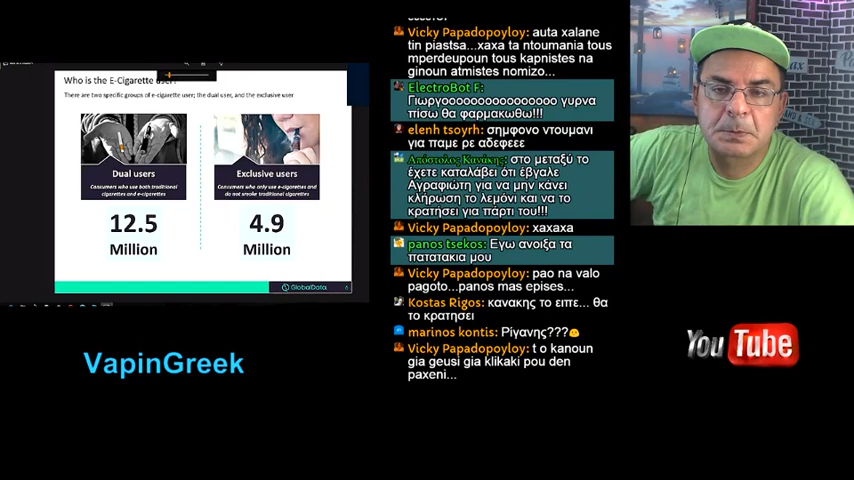 Who is the E-Cigarette user?
There are two specific groups of e-cigarette user; the dual user, and the exclusive user
Dual users
Consumers who use both traditional
cigarettes and e-cigarettes
12.5
Million
Exclusive users
Consumers who only use e-cigarettes and
do not smoke traditional cigarettes
4.9
Million
GlobalData.
VapinGreek
Vicky Papadopoyloy: auta xalane
tin piastsa...xaxa ta ntoumania tous
mperdeupoun tous kapnistes na
ginoun atmistes nomizo...
ElectroBot F:
Γιωργοοοοοοοοοοοοοοοο γυρνα
πίσω θα φαρμακωθω!!!
elenh tsoyrh: σημφονο ντουμανι
για παμε ρε αδεφεεε
Απόστολος Κανάκης: στο μεταξύ το
έχετε καταλάβει ότι έβγαλε
Αγραφιώτη για να μην κάνει
κλήρωση το λεμόνι και να το
κρατήσει για πάρτι του!!!
Vicky Papadopoyloy: xaxaxa
panos tsekos: Εγω ανοιξα τα
πατατακια μου
Vicky Papadopoyloy: pao na valo
pagoto...panos mas epises...
Kostas Rigos: κανακης το ειπε... θα
το κρατησει
marinos kontis: Ρίγανης???
Vicky Papadopoyloy: t o kanoun
gia geusi gia klikaki pou den
paxeni...
You Tube